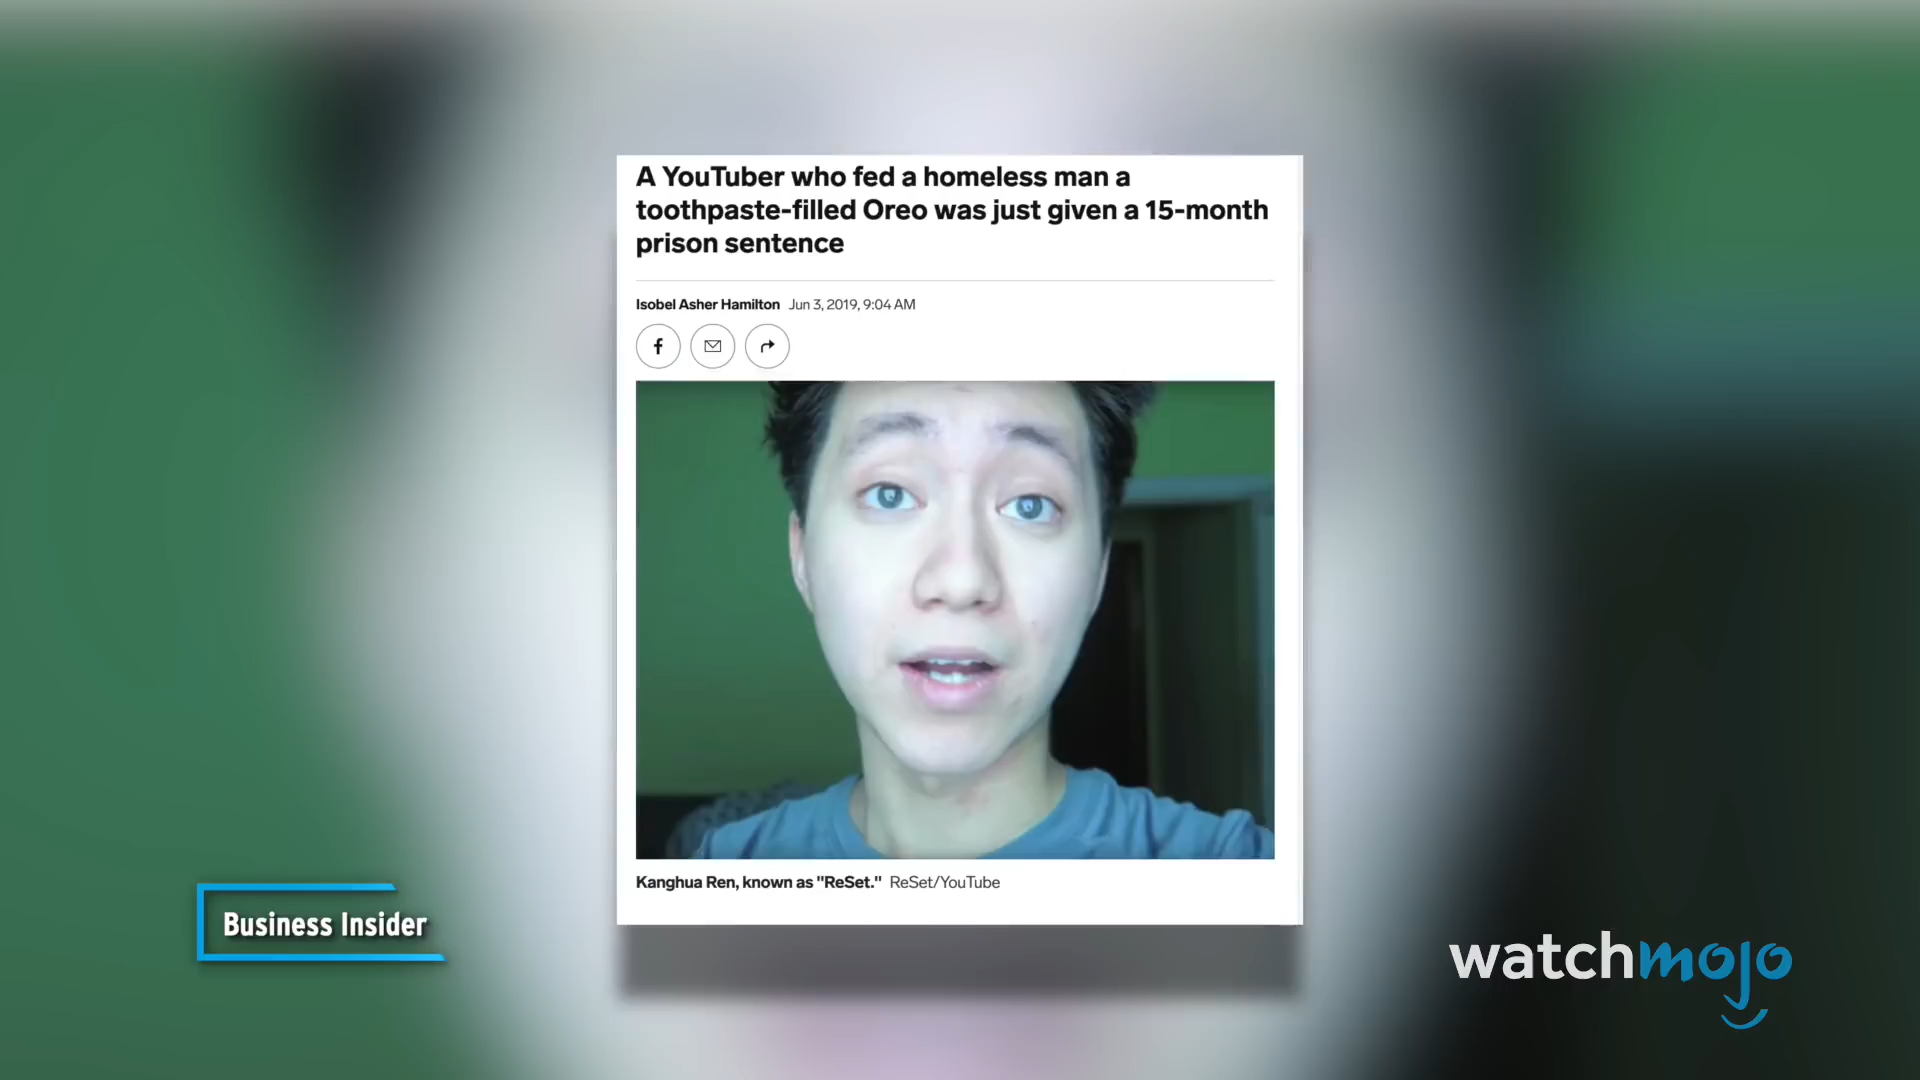 A YouTuber who fed a homeless man a
toothpaste-filled Oreo was just given a 15-month
prison sentence
Isobel Asher Hamilton Jun 3, 2019, 9:04 AM
Kanghua Ren, known as "ReSet." ReSet/YouTube
Business Insider
watchmojo